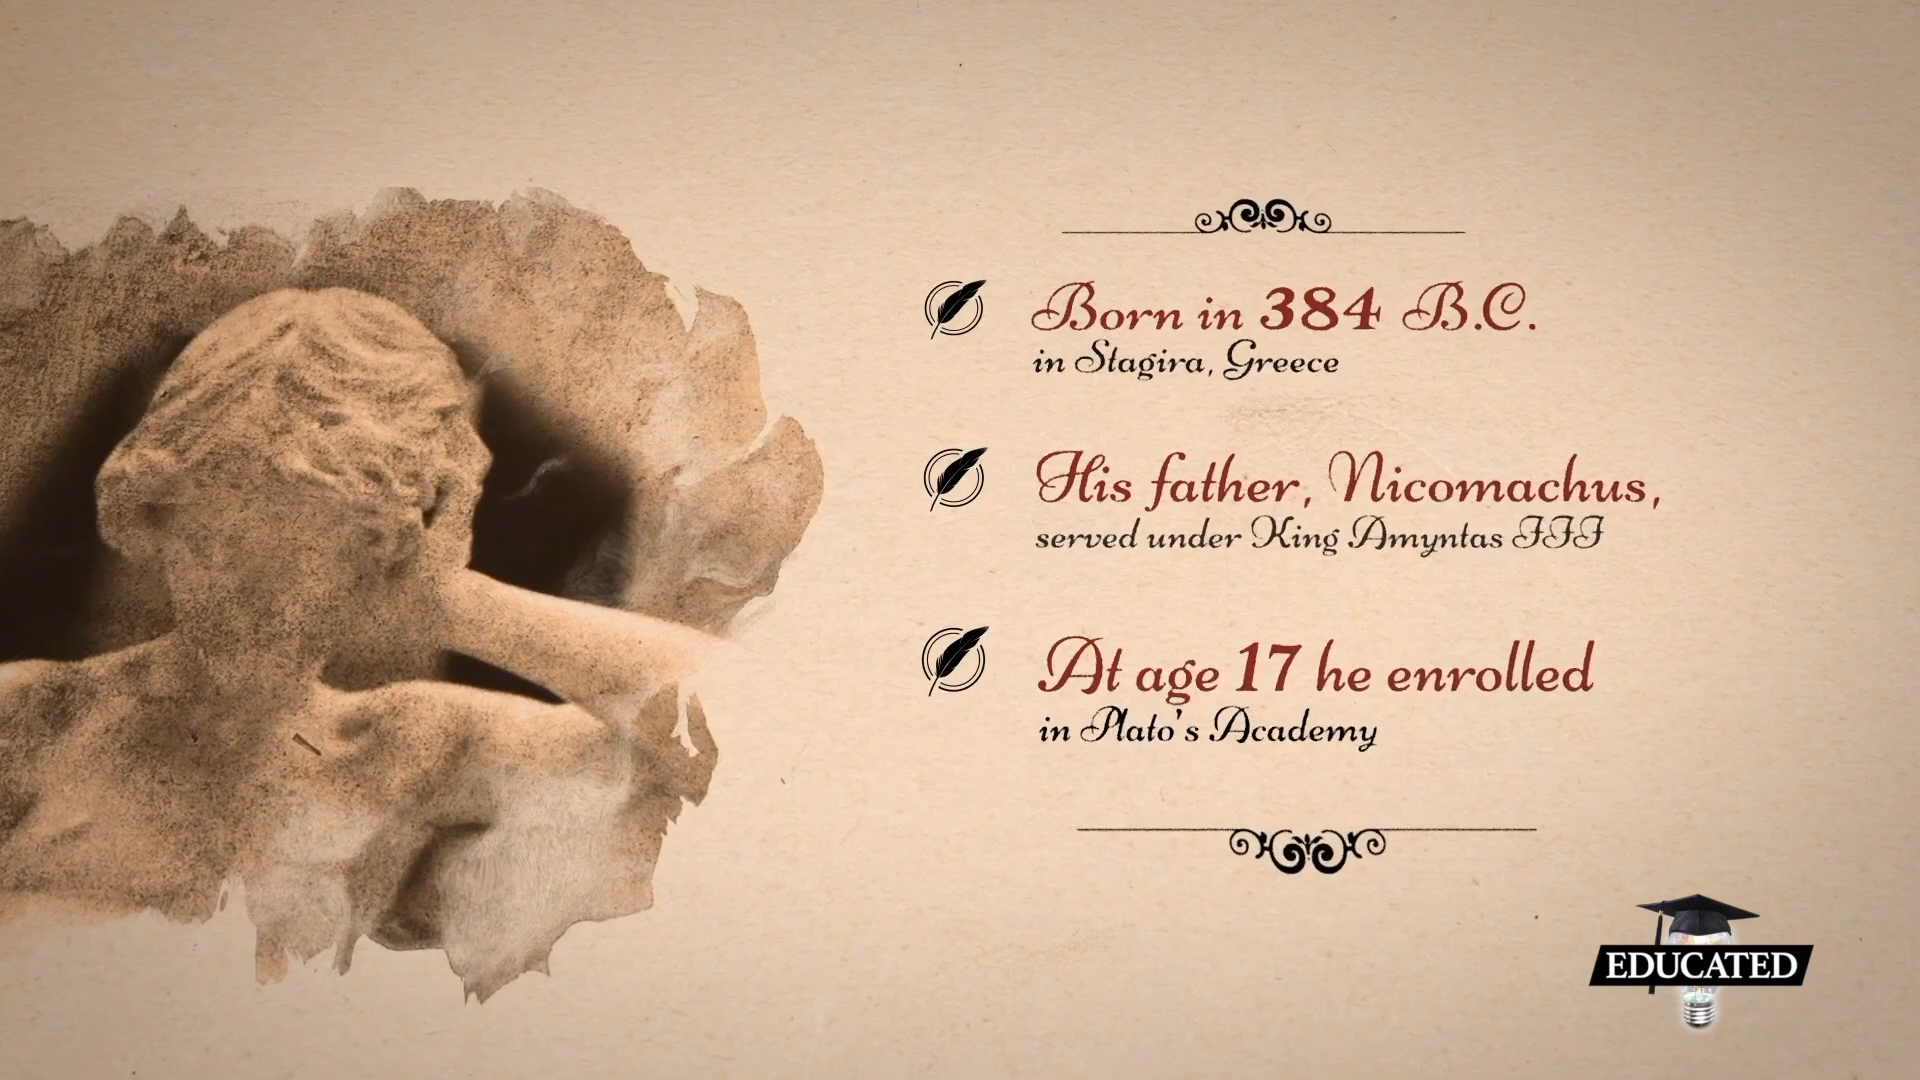 Born in 384 B.C.
in Stagira, Greece
His father, Nicomachus,
served under King Amyntas III
At age 17 he enrolled
in Plato's Academy
EDUCATED